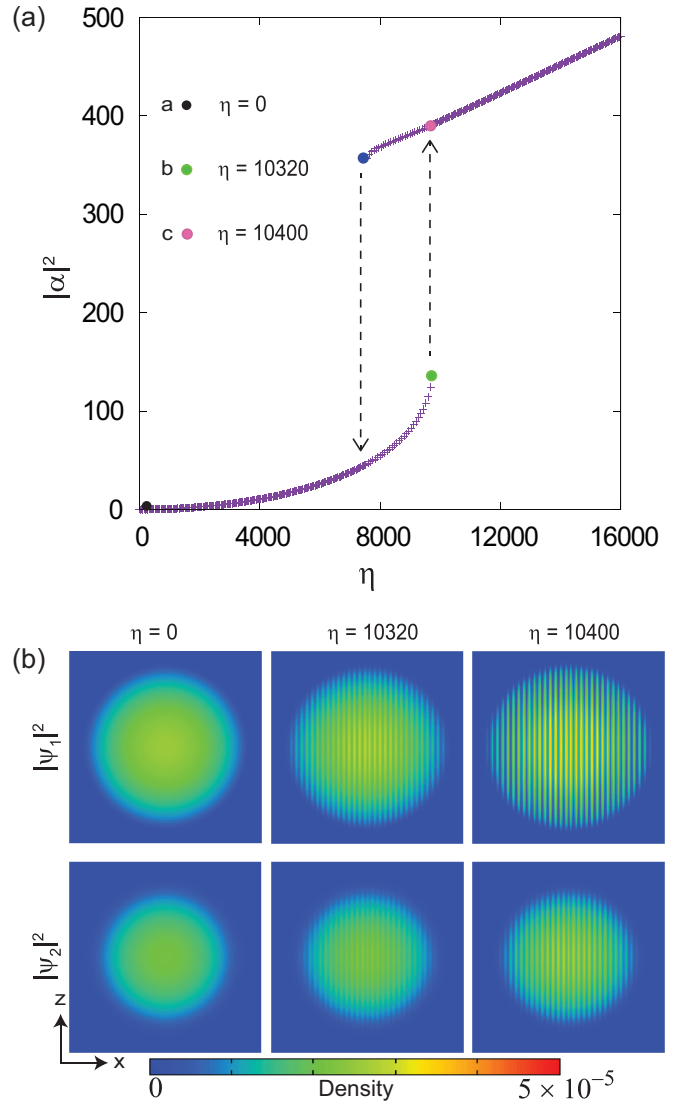 (a)
500
400
300
200
100
0
|α|²
a η = 0
b η = 10320
c η = 10400
0 4000 8000 12000 16000
η
(b)
η = 0 η = 10320 η = 10400
|ψ₁|²
|ψ₂|²
z
x
0 Density 5 × 10⁻⁵